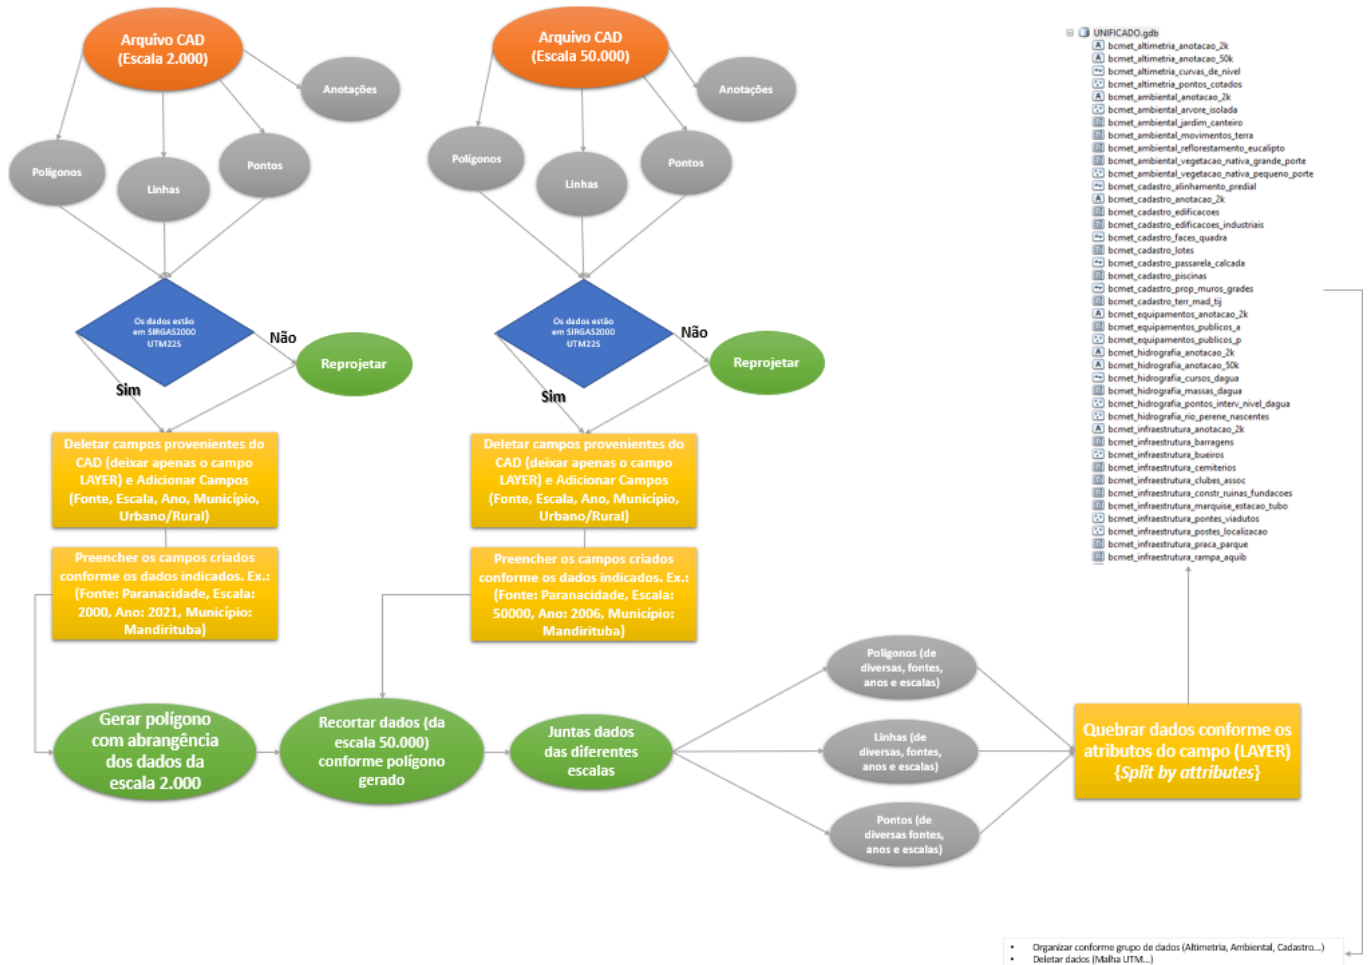 Arquivo CAD
(Escala 2.000)
Anotações
Polígonos
Linhas
Pontos
Os dados estão
em SIRGAS2000
UTM22S
Não
Reprojetar
Sim
Deletar campos provenientes do
CAD (deixar apenas o campo
LAYER) e Adicionar Campos
(Fonte, Escala, Ano, Município,
Urbano/Rural)
Preencher os campos criados
conforme os dados indicados. Ex.:
(Fonte: Paranacidade, Escala:
2000, Ano: 2021, Município:
Mandirituba)
Arquivo CAD
(Escala 50.000)
Anotações
Polígonos
Linhas
Pontos
Os dados estão
em SIRGAS2000
UTM22S
Não
Reprojetar
Sim
Deletar campos provenientes do
CAD (deixar apenas o campo
LAYER) e Adicionar Campos
(Fonte, Escala, Ano, Município,
Urbano/Rural)
Preencher os campos criados
conforme os dados indicados. Ex.:
(Fonte: Paranacidade, Escala:
50000, Ano: 2006, Município:
Mandirituba)
Gerar polígono
com abrangência
dos dados da
escala 2.000
Recortar dados (da
escala 50.000)
conforme polígono
gerado
Juntas dados
das diferentes
escalas
Polígonos (de
diversas, fontes,
anos e escalas)
Linhas (de
diversas, fontes,
anos e escalas)
Pontos (de
diversas fontes,
anos e escalas)
Quebrar dados conforme os
atributos do campo (LAYER)
{Split by attributes}
UNIFICADO.gdb
bcmet_altimetria_anotacao_2k
bcmet_altimetria_anotacao_50k
bcmet_altimetria_curvas_de_nivel
bcmet_altimetria_pontos_cotados
bcmet_ambiental_anotacao_2k
bcmet_ambiental_arvore_isolada
bcmet_ambiental_jardim_canteiro
bcmet_ambiental_movimentos_terra
bcmet_ambiental_reflorestamento_eucalipto
bcmet_ambiental_vegetacao_nativa_grande_porte
bcmet_ambiental_vegetacao_nativa_pequeno_porte
bcmet_cadastro_alinhamento_predial
bcmet_cadastro_anotacao_2k
bcmet_cadastro_edificacoes
bcmet_cadastro_edificacoes_industriais
bcmet_cadastro_faces_quadra
bcmet_cadastro_lotes
bcmet_cadastro_passarela_calcada
bcmet_cadastro_piscinas
bcmet_cadastro_prop_muros_grades
bcmet_cadastro_terr_mad_tij
bcmet_equipamentos_anotacao_2k
bcmet_equipamentos_publicos_a
bcmet_equipamentos_publicos_p
bcmet_hidrografia_anotacao_2k
bcmet_hidrografia_anotacao_50k
bcmet_hidrografia_cursos_dagua
bcmet_hidrografia_massas_dagua
bcmet_hidrografia_pontos_interv_nivel_dagua
bcmet_hidrografia_rio_perene_nascentes
bcmet_infraestrutura_anotacao_2k
bcmet_infraestrutura_barragens
bcmet_infraestrutura_bueiros
bcmet_infraestrutura_cemiterios
bcmet_infraestrutura_clubes_assoc
bcmet_infraestrutura_constr_ruinas_fundacoes
bcmet_infraestrutura_marquise_estacao_tubo
bcmet_infraestrutura_pontes_viadutos
bcmet_infraestrutura_postes_localizacao
bcmet_infraestrutura_praca_parque
bcmet_infraestrutura_rampa_aquib
• Organizar conforme grupo de dados (Altimetria, Ambiental, Cadastro...)
• Deletar dados (Malha UTM...)